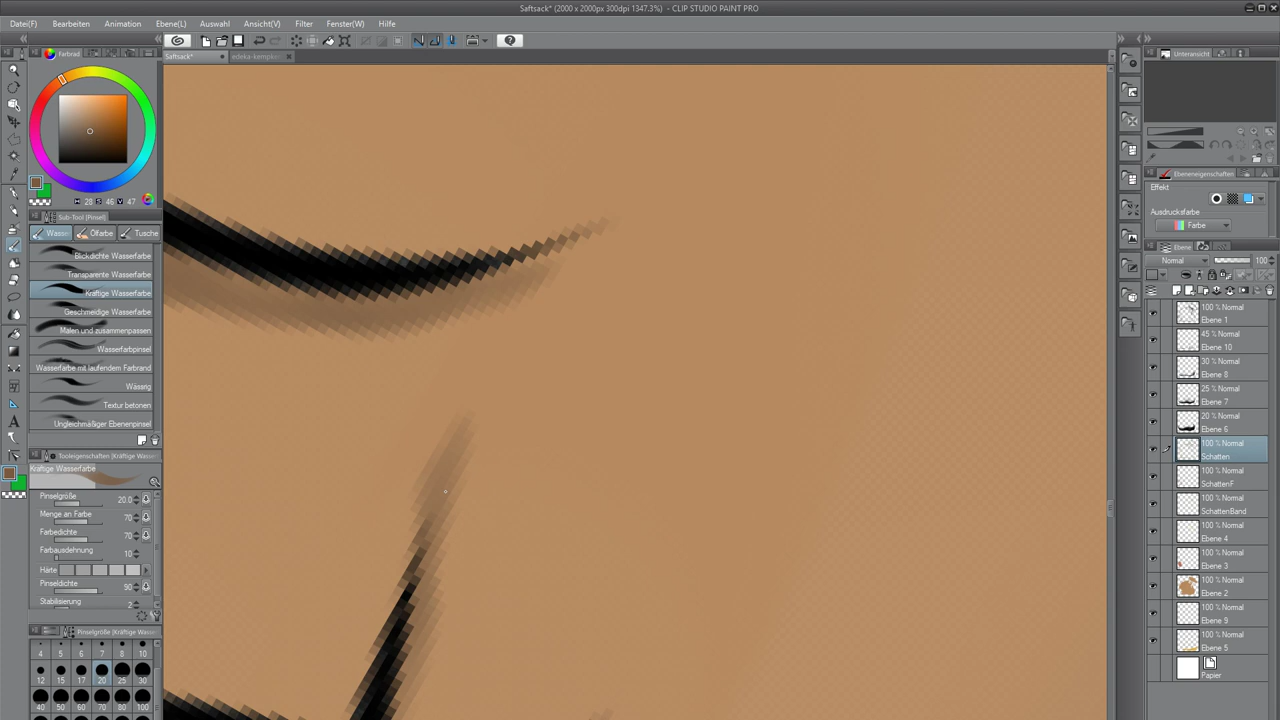 Saftsack* (2000 x 2000px 300dpi 1347.3%) - CLIP STUDIO PAINT PRO
Datei(F) Bearbeiten Animation Ebene(L) Auswahl Ansicht(V) Filter Fenster(W) Hilfe
Farbrad
Saftsack*
H 28 S 46 V 47
Sub-Tool (Pinsel)
Wasse Ölfarbe Tusche
Blickdichte Wasserfarbe
Transparente Wasserfarbe
Kräftige Wasserfarbe
Geschmeidige Wasserfarbe
Malen und zusammenpassen
Wasserfarbpinsel
Wasserfarbe mit laufendem Farbrand
Wässrig
Textur betonen
Ungleichmäßiger Ebenenpinsel
Tooleigenschaften (Kräftige Wasse
Kräftige Wasserfarbe
Pinselgröße 20.0
Menge an Farbe 70
Farbdichte 70
Farbausdehnung 10
Härte
Pinseldichte 90
Stabilisierung 2
Pinselgröße (Kräftige Wasse
4 5 6 7 8 10
12 15 17 20 25 30
40 50 60 70 80 100
Unteransicht
Ebeneneigenschaften
Effekt
Ausdrucksfarbe
Farbe
Ebene
Normal 100
100 % Normal
Ebene 1
45 % Normal
Ebene 10
30 % Normal
Ebene 8
25 % Normal
Ebene 7
20 % Normal
Ebene 6
100 % Normal
Schatten
100 % Normal
SchattenF
100 % Normal
SchattenBand
100 % Normal
Ebene 4
100 % Normal
Ebene 3
100 % Normal
Ebene 2
100 % Normal
Ebene 9
100 % Normal
Ebene 5
Papier